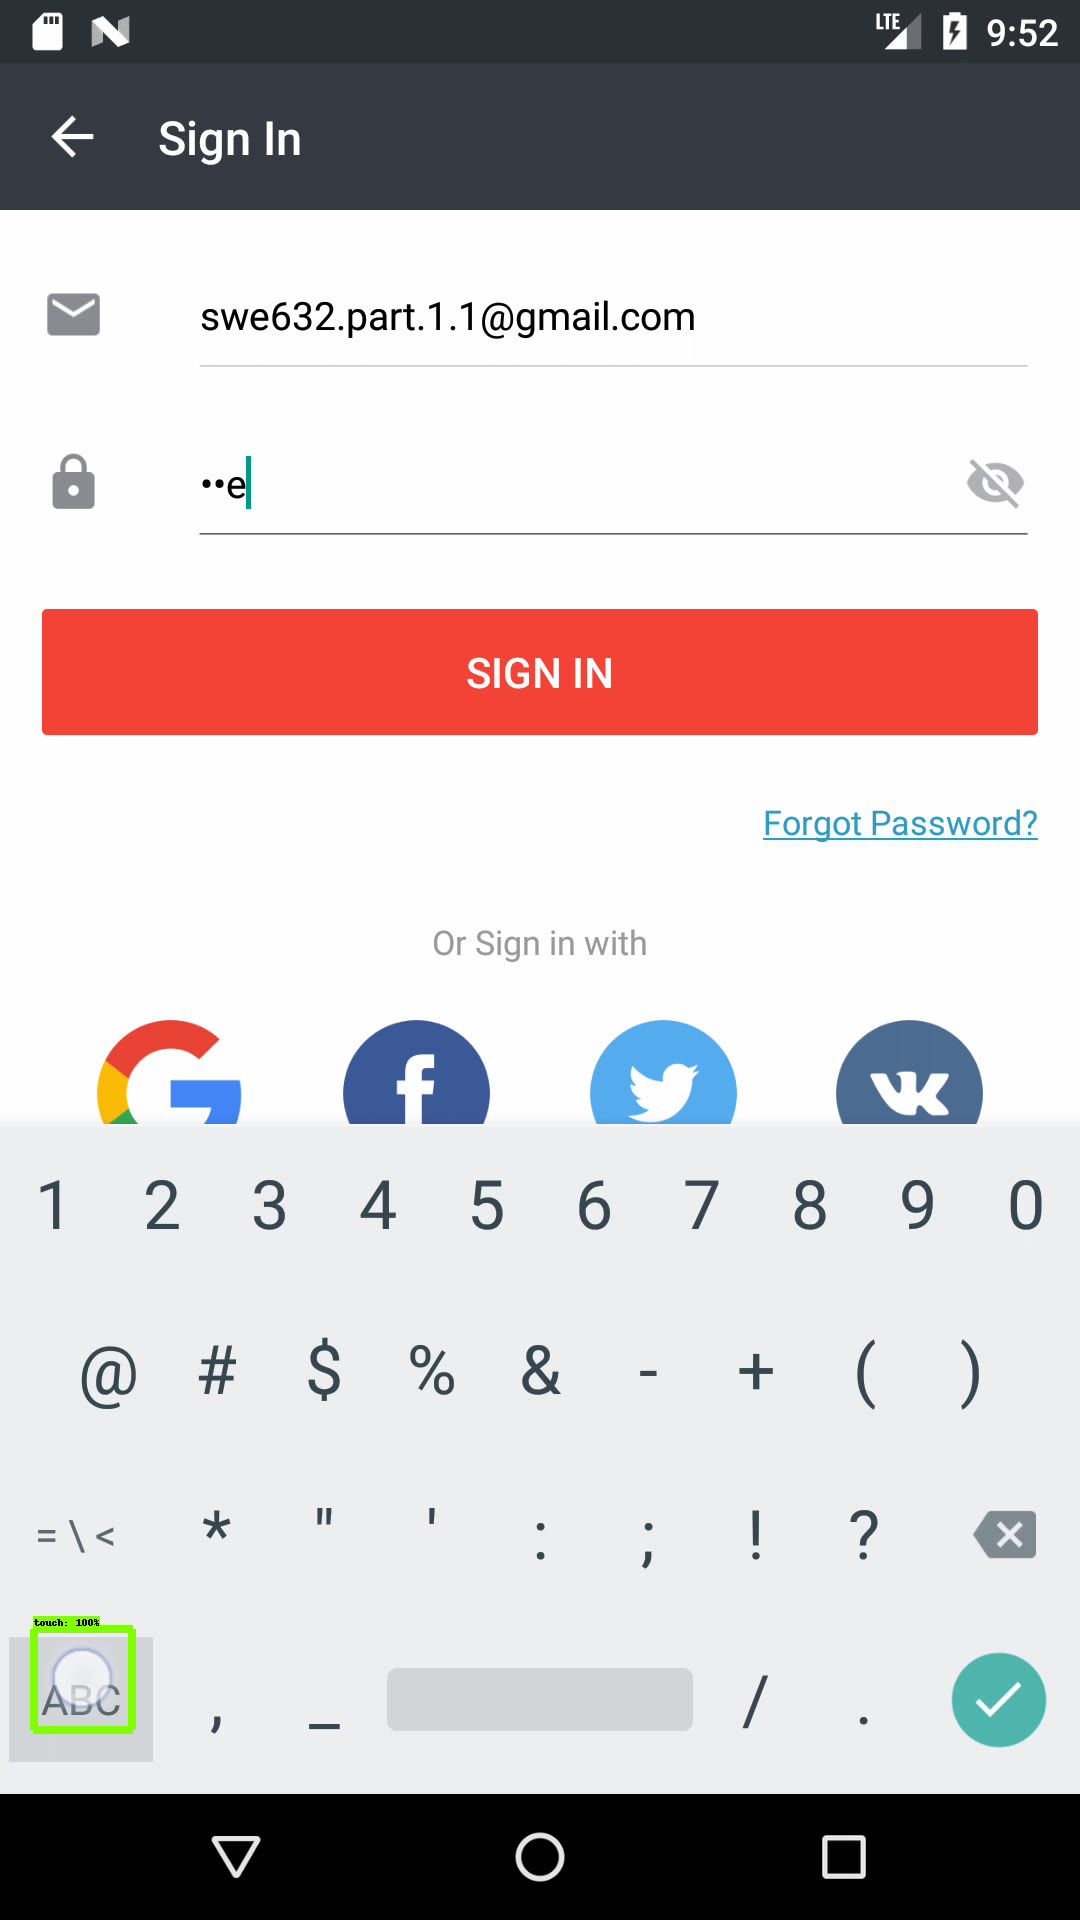 LTE 9:52
Sign In
swe632.part.1.1@gmail.com
••e
SIGN IN
Forgot Password?
Or Sign in with
1 2 3 4 5 6 7 8 9 0
@ # $ % & - + ( )
= \ < * " ' : ; ! ?
touch: 100%
ABC , _ / .